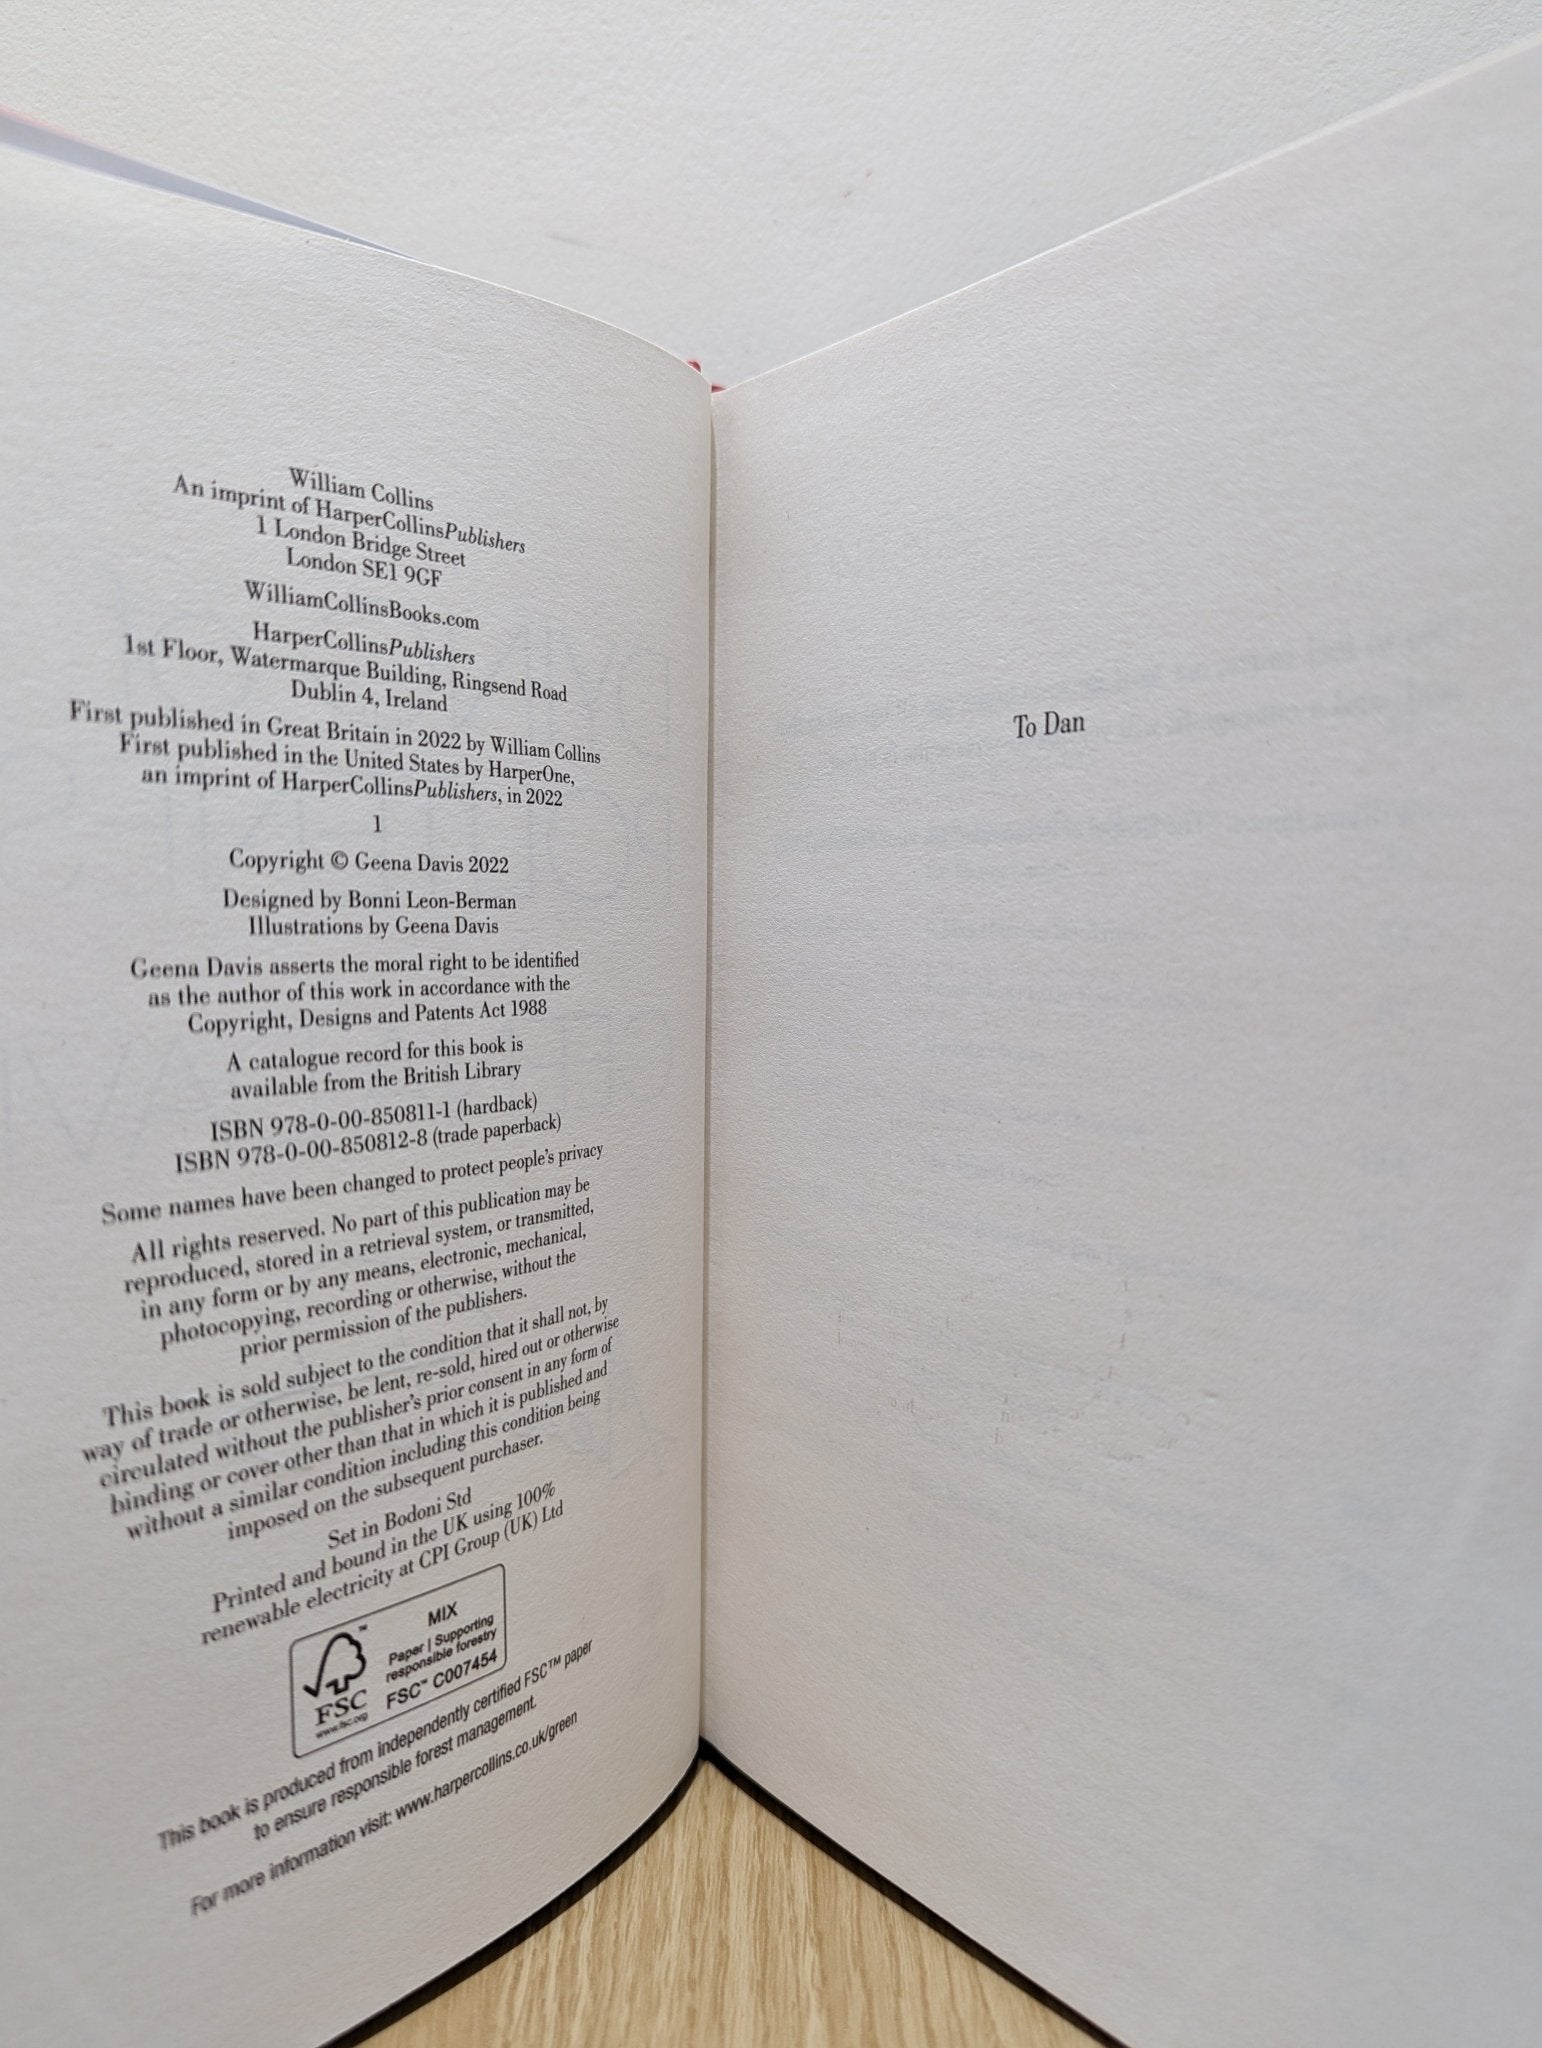 William Collins
An imprint of HarperCollinsPublishers
1 London Bridge Street
London SE1 9GF
WilliamCollinsBooks.com
HarperCollinsPublishers
1st Floor, Watermarque Building, Ringsend Road
Dublin 4, Ireland
First published in Great Britain in 2022 by William Collins
First published in the United States by HarperOne,
an imprint of HarperCollinsPublishers, in 2022
1
Copyright © Geena Davis 2022
Designed by Bonni Leon-Berman
Illustrations by Geena Davis
Geena Davis asserts the moral right to be identified
as the author of this work in accordance with the
Copyright, Designs and Patents Act 1988
A catalogue record for this book is
available from the British Library
ISBN 978-0-00-850811-1 (hardback)
ISBN 978-0-00-850812-8 (trade paperback)
Some names have been changed to protect people's privacy
All rights reserved. No part of this publication may be
reproduced, stored in a retrieval system, or transmitted,
in any form or by any means, electronic, mechanical,
photocopying, recording or otherwise, without the
prior permission of the publishers.
This book is sold subject to the condition that it shall not, by
way of trade or otherwise, be lent, re-sold, hired out or otherwise
circulated without the publisher's prior consent in any form of
binding or cover other than that in which it is published and
without a similar condition including this condition being
imposed on the subsequent purchaser.
Set in Bodoni Std
Printed and bound in the UK using 100%
renewable electricity at CPI Group (UK) Ltd
MIX
Paper | Supporting
responsible forestry
FSC™ C007454
FSC
www.fsc.org
This book is produced from independently certified FSC™ paper
to ensure responsible forest management.
For more information visit: www.harpercollins.co.uk/green
To Dan